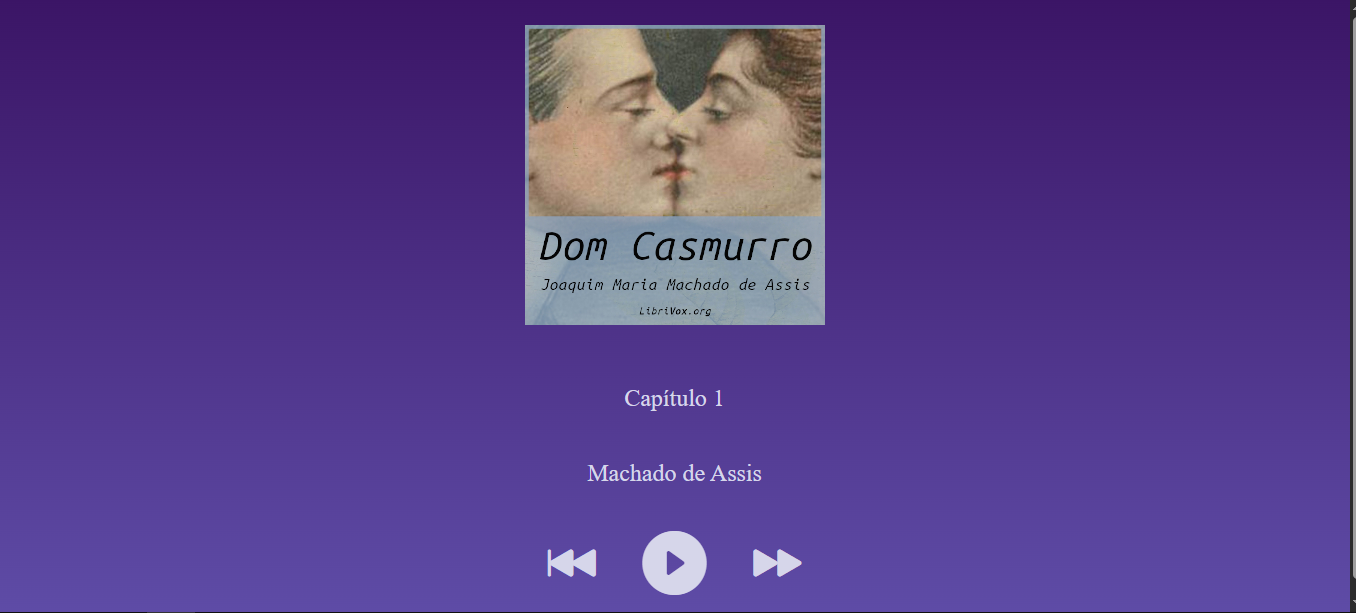 Dom Casmurro
Joaquim Maria Machado de Assis
LibriVox.org
Capítulo 1
Machado de Assis